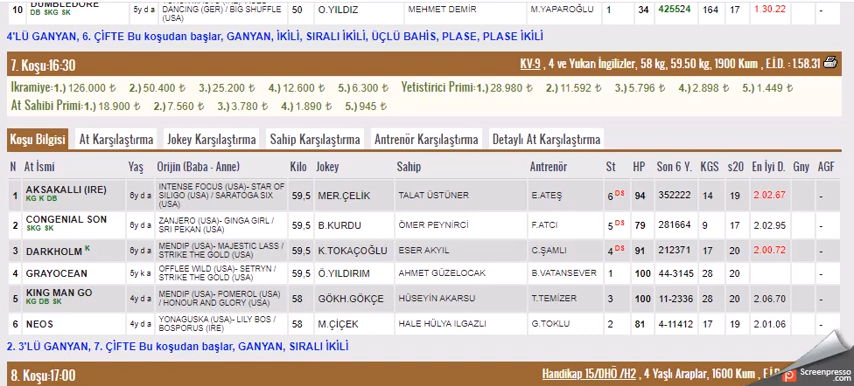 10 DUMBLEDORE 5y d a DANCING (GER) / BIG SHUFFLE 50 O.YILDIZ MEHMET DEMİR M.YAPAROĞLU 1 34 425524 164 17 1.30.22 -
DB SKG SK (USA)
4'LÜ GANYAN, 6. ÇİFTE Bu koşudan başlar, GANYAN, İKİLİ, SIRALI İKİLİ, ÜÇLÜ BAHİS, PLASE, PLASE İKİLİ
7. Koşu:16-30 KV-9 , 4 ve Yukarı İngilizler, 58 kg, 59.50 kg, 1900 Kum , E.İ.D. : 1.58.31
Ikramiye:1.) 126.000 ₺ 2.) 50.400 ₺ 3.) 25.200 ₺ 4.) 12.600 ₺ 5.) 6.300 ₺ Yetistirici Primi:1.) 28.980 ₺ 2.) 11.592 ₺ 3.) 5.796 ₺ 4.) 2.898 ₺ 5.) 1.449 ₺
At Sahibi Primi:1.) 18.900 ₺ 2.) 7.560 ₺ 3.) 3.780 ₺ 4.) 1.890 ₺ 5.) 945 ₺
Koşu Bilgisi At Karşılaştırma Jokey Karşılaştırma Sahip Karşılaştırma Antrenör Karşılaştırma Detaylı At Karşılaştırma
N At İsmi Yaş Orijin (Baba - Anne) Kilo Jokey Sahip Antrenör St HP Son 6 Y. KGS s20 En İyi D. Gny AGF
1 AKSAKALLI (IRE) 6y d a INTENSE FOCUS (USA)- STAR OF 59,5 MER.ÇELİK TALAT ÜSTÜNER E.ATEŞ 6 DS 94 352222 14 19 2.02.67 -
KG K DB SILIGO (USA) / SARATOGA SIX
(USA)
2 CONGENIAL SON 6y d a ZANJERO (USA)- GINGA GIRL / 59,5 B.KURDU ÖMER PEYNİRCİ F.ATCI 5 DS 79 281664 9 17 2.02.95 -
SKG SK SRI PEKAN (USA)
3 DARKHOLM K 5y d a MENDIP (USA)- MAJESTIC LASS / 59,5 K.TOKAÇOĞLU ESER AKYIL C.ŞAMLI 4 DS 91 212371 17 20 2.00.72 -
STRIKE THE GOLD (USA)
4 GRAYOCEAN 5y k a OFFLEE WILD (USA)- SETRYN / 59,5 Ö.YILDIRIM AHMET GÜZELOCAK B.VATANSEVER 1 100 44-3145 28 20 -
STRIKE THE GOLD (USA)
5 KING MAN GO 4y d a MENDIP (USA)- POMEROL (USA) 58 GÖKH.GÖKÇE HÜSEYİN AKARSU T.TEMİZER 3 100 11-2336 28 20 2.06.70 -
KG DB SK / HONOUR AND GLORY (USA)
6 NEOS 4y d a YONAGUSKA (USA)- LILY BOS / 58 M.ÇİÇEK HALE HÜLYA ILGAZLI G.TOKLU 2 81 4-11412 17 19 2.01.06 -
BOSPORUS (IRE)
2. 3'LÜ GANYAN, 7. ÇİFTE Bu koşudan başlar, GANYAN, SIRALI İKİLİ
8. Koşu:17-00 Handikap 15/DHÖ /H2 , 4 Yaşlı Araplar, 1600 Kum ,
Screenpresso
.com